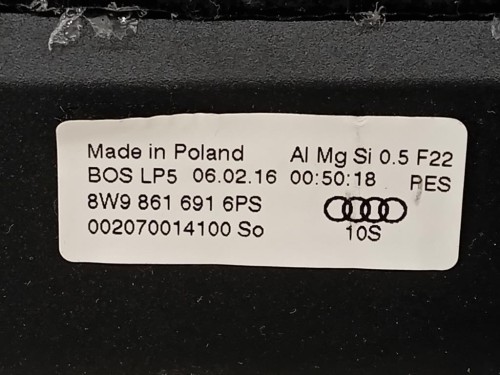 Made in Poland Al Mg Si 0.5 F22
BOS LP5 06.02.16 00:50:18 PES
8W9 861 691 6PS
002070014100 So 10S